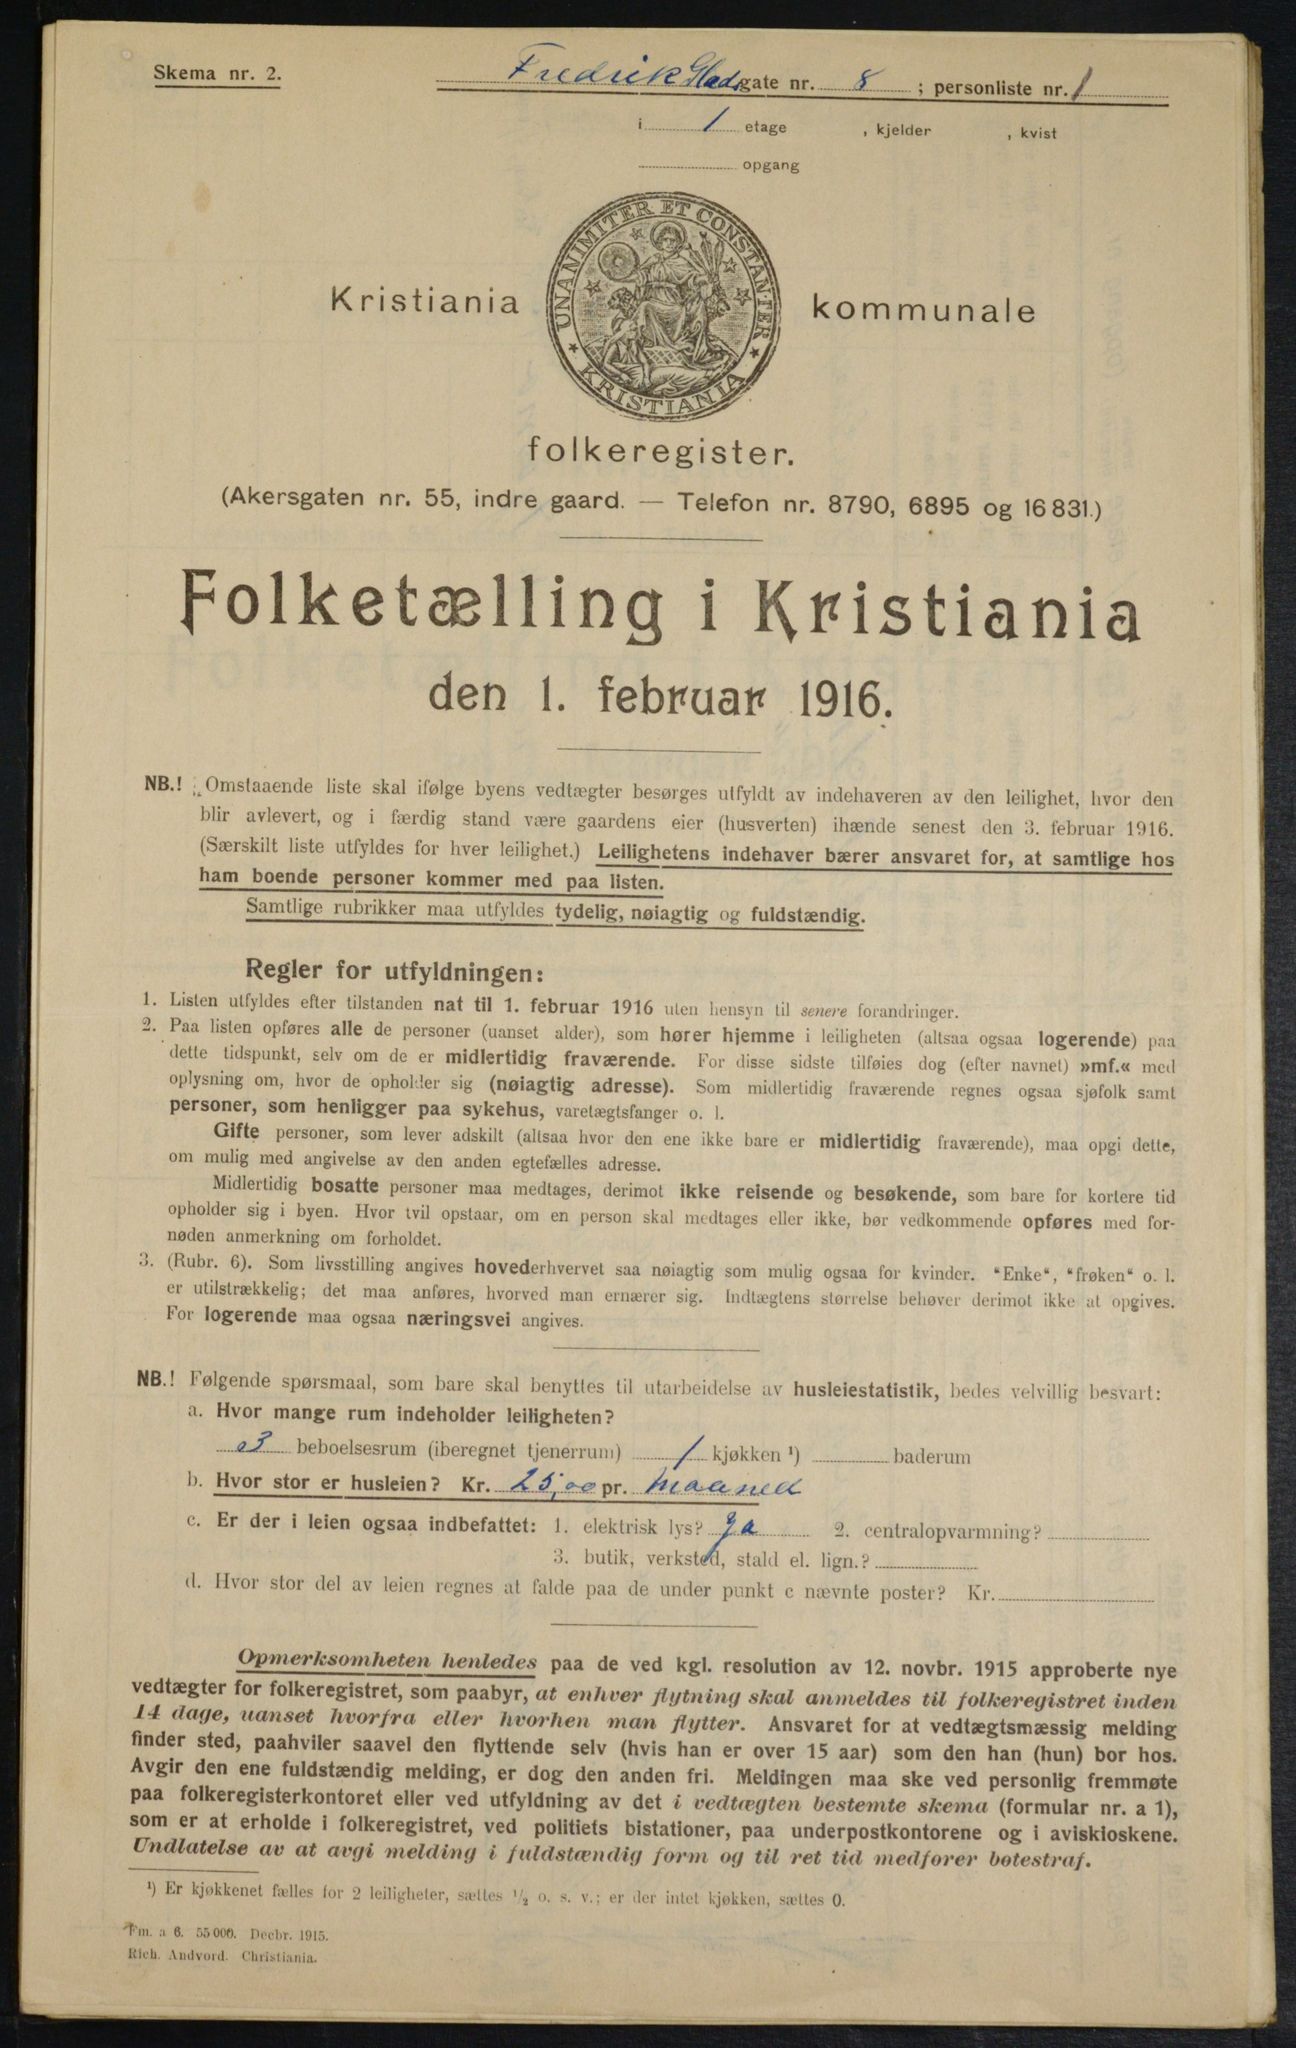 Skema nr. 2.
Fredrik Glads gate nr. 8 ; personliste nr. 1
i 1 etage , kjelder , kvist
opgang
UNANIMITER ET CONSTANTER
KRISTIANIA
Kristiania kommunale
folkeregister.
(Akersgaten nr. 55, indre gaard. — Telefon nr. 8790, 6895 og 16 831.)
Folketælling i Kristiania
den 1. februar 1916.
NB.! Omstaaende liste skal ifølge byens vedtægter besørges utfyldt av indehaveren av den leilighet, hvor den
blir avlevert, og i færdig stand være gaardens eier (husverten) ihænde senest den 3. februar 1916.
(Særskilt liste utfyldes for hver leilighet.) Leilighetens indehaver bærer ansvaret for, at samtlige hos
ham boende personer kommer med paa listen.
Samtlige rubrikker maa utfyldes tydelig, nøiagtig og fuldstændig.
Regler for utfyldningen:
1. Listen utfyldes efter tilstanden nat til 1. februar 1916 uten hensyn til senere forandringer.
2. Paa listen opføres alle de personer (uanset alder), som hører hjemme i leiligheten (altsaa ogsaa logerende) paa
dette tidspunkt, selv om de er midlertidig fraværende. For disse sidste tilføies dog (efter navnet) »mf.« med
oplysning om, hvor de opholder sig (nøiagtig adresse). Som midlertidig fraværende regnes ogsaa sjøfolk samt
personer, som henligger paa sykehus, varetægtsfanger o. l.
Gifte personer, som lever adskilt (altsaa hvor den ene ikke bare er midlertidig fraværende), maa opgi dette,
om mulig med angivelse av den anden egtefælles adresse.
Midlertidig bosatte personer maa medtages, derimot ikke reisende og besøkende, som bare for kortere tid
opholder sig i byen. Hvor tvil opstaar, om en person skal medtages eller ikke, bør vedkommende opføres med for-
nøden anmerkning om forholdet.
3. (Rubr. 6). Som livsstilling angives hovederhvervet saa nøiagtig som mulig ogsaa for kvinder. “Enke“, “frøken“ o. l.
er utilstrækkelig; det maa anføres, hvorved man ernærer sig. Indtægtens størrelse behøver derimot ikke at opgives.
For logerende maa ogsaa næringsvei angives.
NB.! Følgende spørsmaal, som bare skal benyttes til utarbeidelse av husleiestatistik, bedes velvillig besvart:
a. Hvor mange rum indeholder leiligheten?
3 beboelsesrum (iberegnet tjenerrum) 1 kjøkken ¹) baderum
b. Hvor stor er husleien? Kr. 25,00 pr. Maaned
c. Er der i leien ogsaa indbefattet: 1. elektrisk lys? Ja 2. centralopvarmning?
3. butik, verksted, stald el. lign.?
d. Hvor stor del av leien regnes at falde paa de under punkt c nævnte poster? Kr.
Opmerksomheten henledes paa de ved kgl. resolution av 12. novbr. 1915 approberte nye
vedtægter for folkeregistret, som paabyr, at enhver flytning skal anmeldes til folkeregistret inden
14 dage, uanset hvorfra eller hvorhen man flytter. Ansvaret for at vedtægtsmæssig melding
finder sted, paahviler saavel den flyttende selv (hvis han er over 15 aar) som den han (hun) bor hos.
Avgir den ene fuldstændig melding, er dog den anden fri. Meldingen maa ske ved personlig fremmøte
paa folkeregisterkontoret eller ved utfyldning av det i vedtægten bestemte skema (formular nr. a 1),
som er at erholde i folkeregistret, ved politiets bistationer, paa underpostkontorene og i aviskioskene.
Undlatelse av at avgi melding i fuldstændig form og til ret tid medfører bøtestraf.
¹) Er kjøkkenet fælles for 2 leiligheter, sættes ½ o. s. v.; er der intet kjøkken, sættes 0.
Fm. a 6. 55 000. Decbr. 1915.
Rich. Andvord. Christiania.